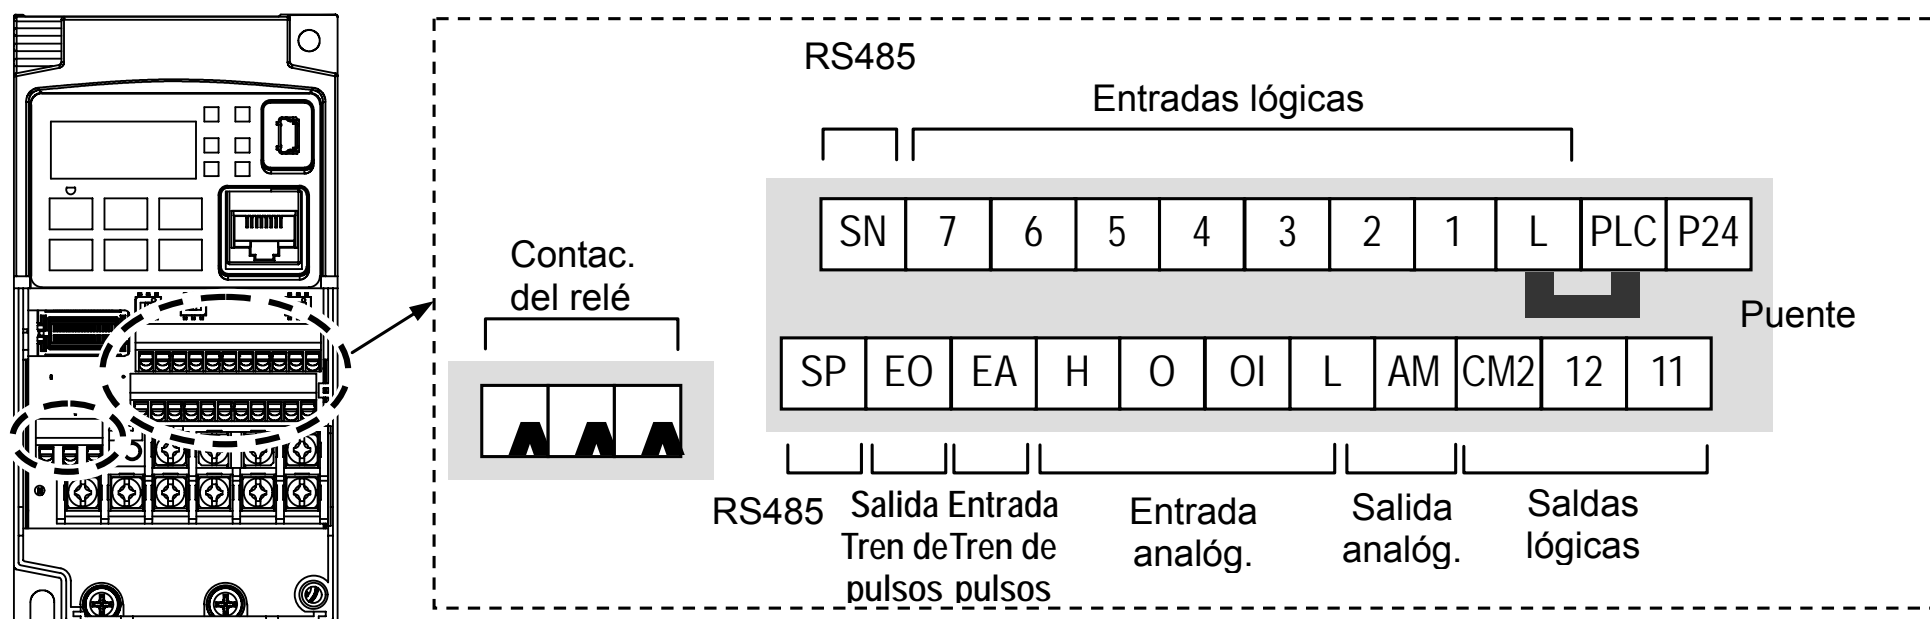 RS485
Entradas lógicas
SN 7 6 5 4 3 2 1 L PLC P24
Contac.
del relé
Puente
SP EO EA H O OI L AM CM2 12 11
RS485
Salida
Tren de
pulsos
Entrada
Tren de
pulsos
Entrada
analóg.
Salida
analóg.
Saldas
lógicas